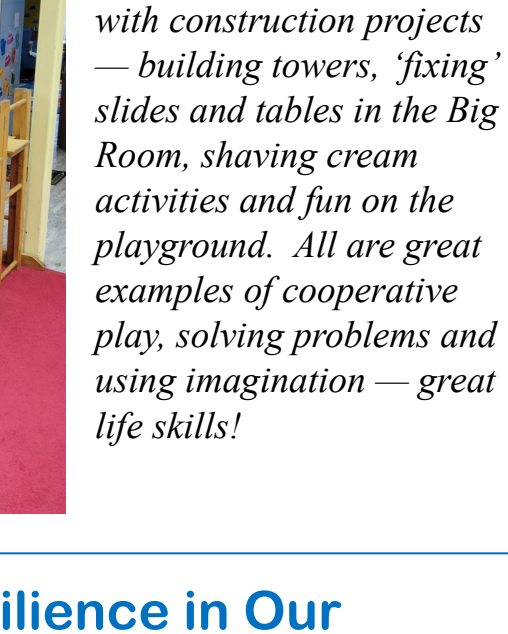 with construction projects
— building towers, ‘fixing’
slides and tables in the Big
Room, shaving cream
activities and fun on the
playground.  All are great
examples of cooperative
play, solving problems and
using imagination — great
life skills!
ilience in Our